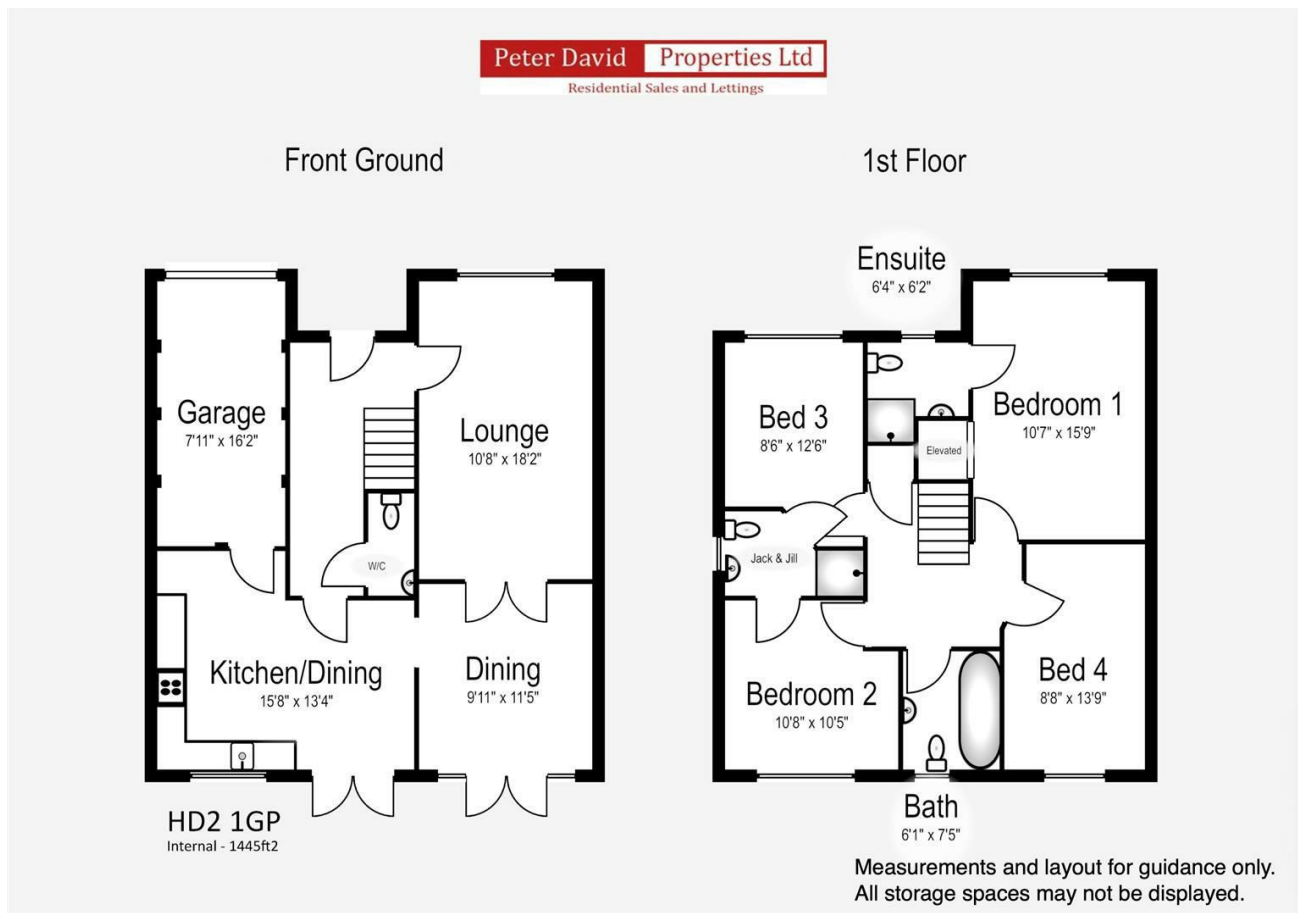 Peter David Properties Ltd
Residential Sales and Lettings
Front Ground
1st Floor
Garage
7'11" x 16'2"
Lounge
10'8" x 18'2"
W/C
Kitchen/Dining
15'8" x 13'4"
Dining
9'11" x 11'5"
HD2 1GP
Internal - 1445ft2
Ensuite
6'4" x 6'2"
Bed 3
8'6" x 12'6"
Bedroom 1
10'7" x 15'9"
Elevated
Jack & Jill
Bedroom 2
10'8" x 10'5"
Bed 4
8'8" x 13'9"
Bath
6'1" x 7'5"
Measurements and layout for guidance only.
All storage spaces may not be displayed.